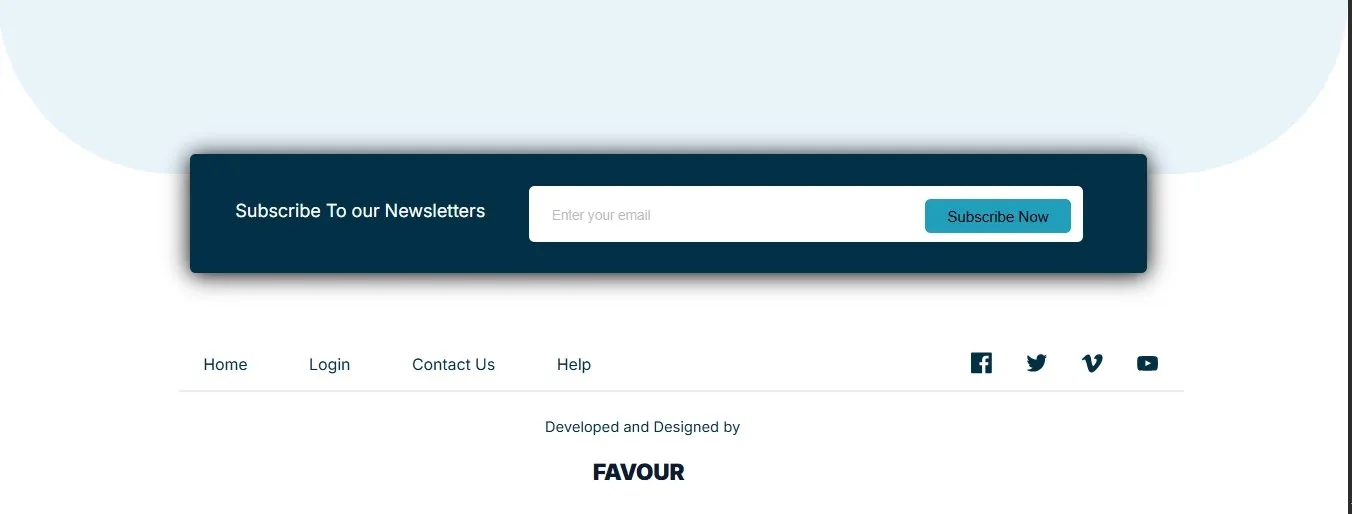 Subscribe To our Newsletters
Enter your email
Subscribe Now
Home
Login
Contact Us
Help
Developed and Designed by
FAVOUR